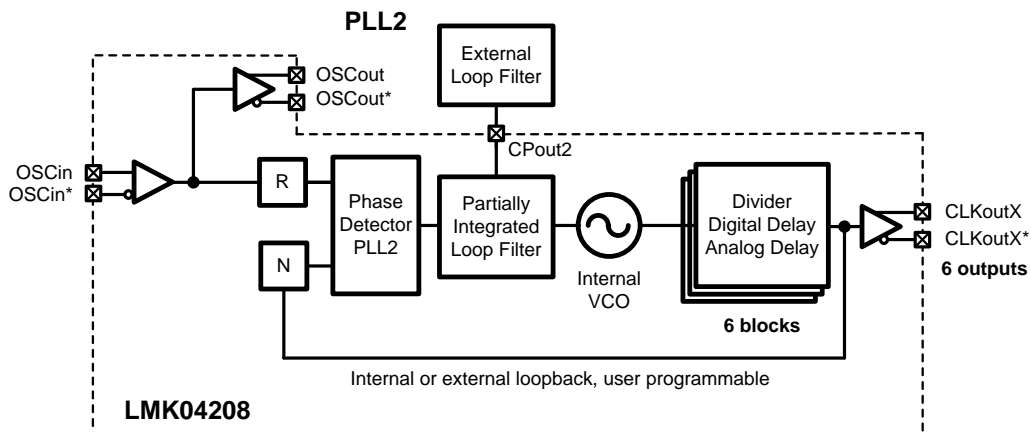 PLL2
External
Loop Filter
OSCout
OSCout*
CPout2
OSCin
OSCin*
R
N
Phase
Detector
PLL2
Partially
Integrated
Loop Filter
Internal
VCO
Divider
Digital Delay
Analog Delay
6 blocks
CLKoutX
CLKoutX*
6 outputs
Internal or external loopback, user programmable
LMK04208